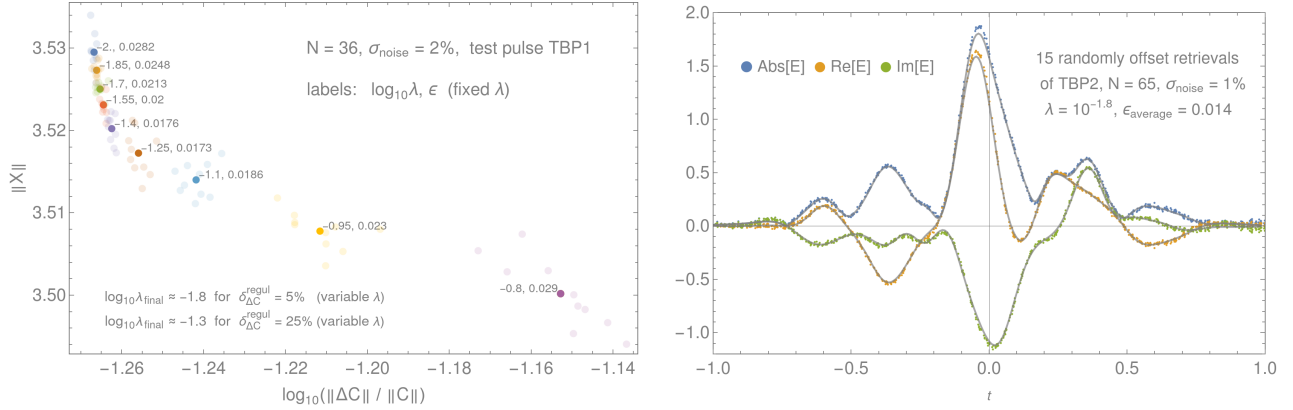 N = 36, σnoise = 2%, test pulse TBP1
labels: log10λ, ϵ (fixed λ)
3.53
3.52
3.51
3.50
‖X‖
-2., 0.0282
-1.85, 0.0248
-1.7, 0.0213
-1.55, 0.02
-1.4, 0.0176
-1.25, 0.0173
-1.1, 0.0186
-0.95, 0.023
-0.8, 0.029
log10λfinal ≈ -1.8 for δΔC^regul 5% (variable λ)
log10λfinal ≈ -1.3 for δΔC^regul 25% (variable λ)
-1.26 -1.24 -1.22 -1.20 -1.18 -1.16 -1.14
log10(‖ΔC‖ / ‖C‖)
2.0
1.5
1.0
0.5
0.0
-0.5
-1.0
Abs[E] Re[E] Im[E]
15 randomly offset retrievals
of TBP2, N = 65, σnoise = 1%
λ = 10^-1.8, ϵaverage = 0.014
-1.0 -0.5 0.0 0.5 1.0
t